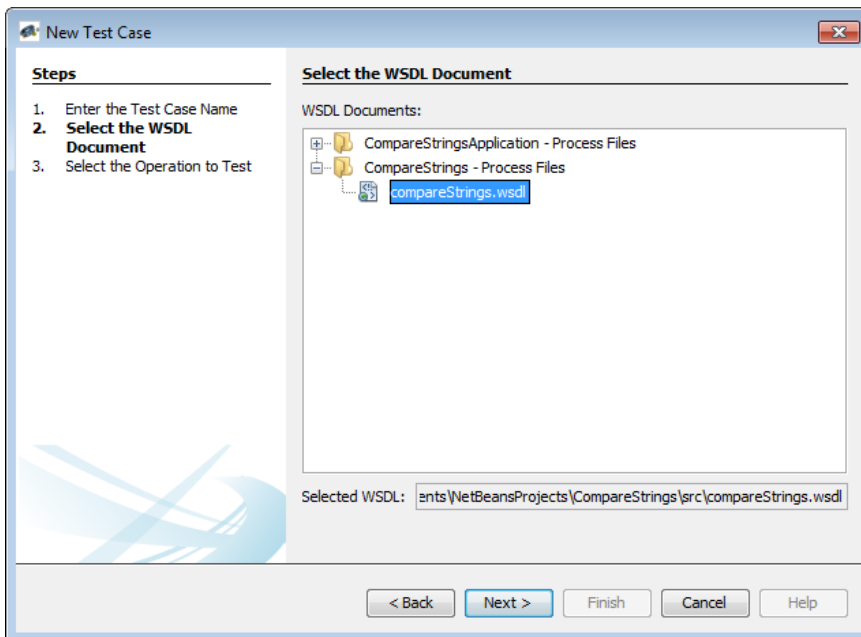 New Test Case
Steps
1. Enter the Test Case Name
2. Select the WSDL
Document
3. Select the Operation to Test
Select the WSDL Document
WSDL Documents:
CompareStringsApplication - Process Files
CompareStrings - Process Files
compareStrings.wsdl
Selected WSDL: ents\NetBeansProjects\CompareStrings\src\compareStrings.wsdl
< Back Next > Finish Cancel Help